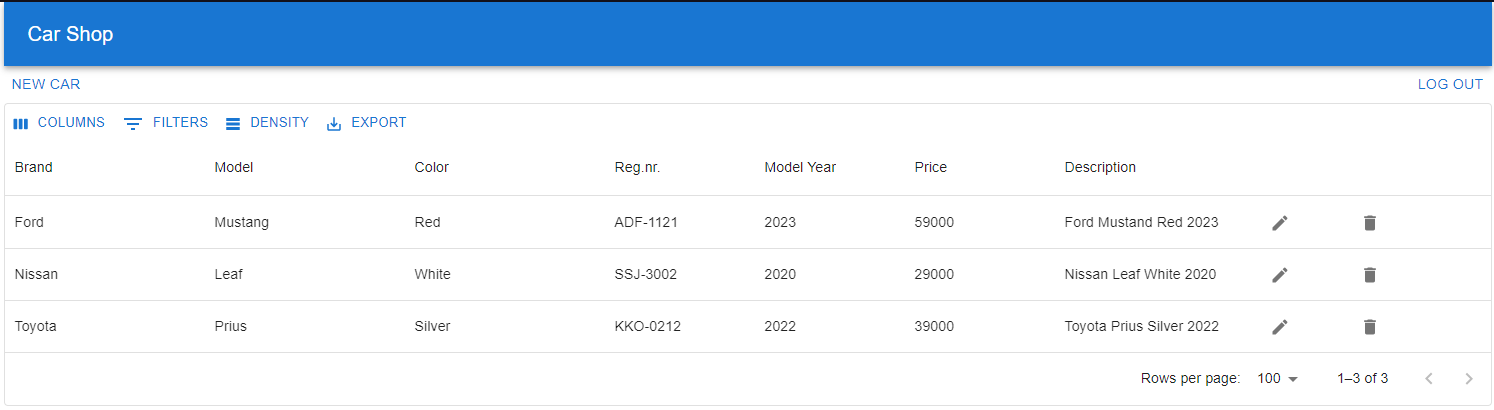 Car Shop
NEW CAR LOG OUT
COLUMNS FILTERS DENSITY EXPORT
Brand Model Color Reg.nr. Model Year Price Description
Ford Mustang Red ADF-1121 2023 59000 Ford Mustand Red 2023
Nissan Leaf White SSJ-3002 2020 29000 Nissan Leaf White 2020
Toyota Prius Silver KKO-0212 2022 39000 Toyota Prius Silver 2022
Rows per page: 100 1–3 of 3